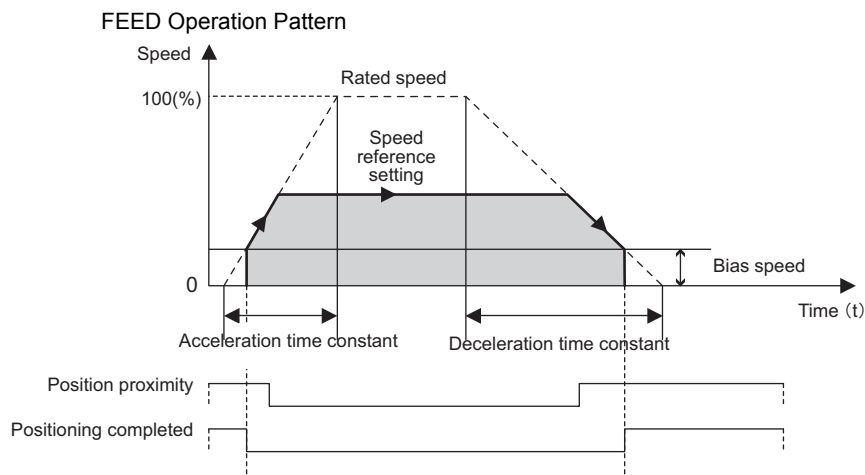 FEED Operation Pattern
Speed
Rated speed
100(%)
Speed
reference
setting
Bias speed
0
Time (t)
Acceleration time constant
Deceleration time constant
Position proximity
Positioning completed